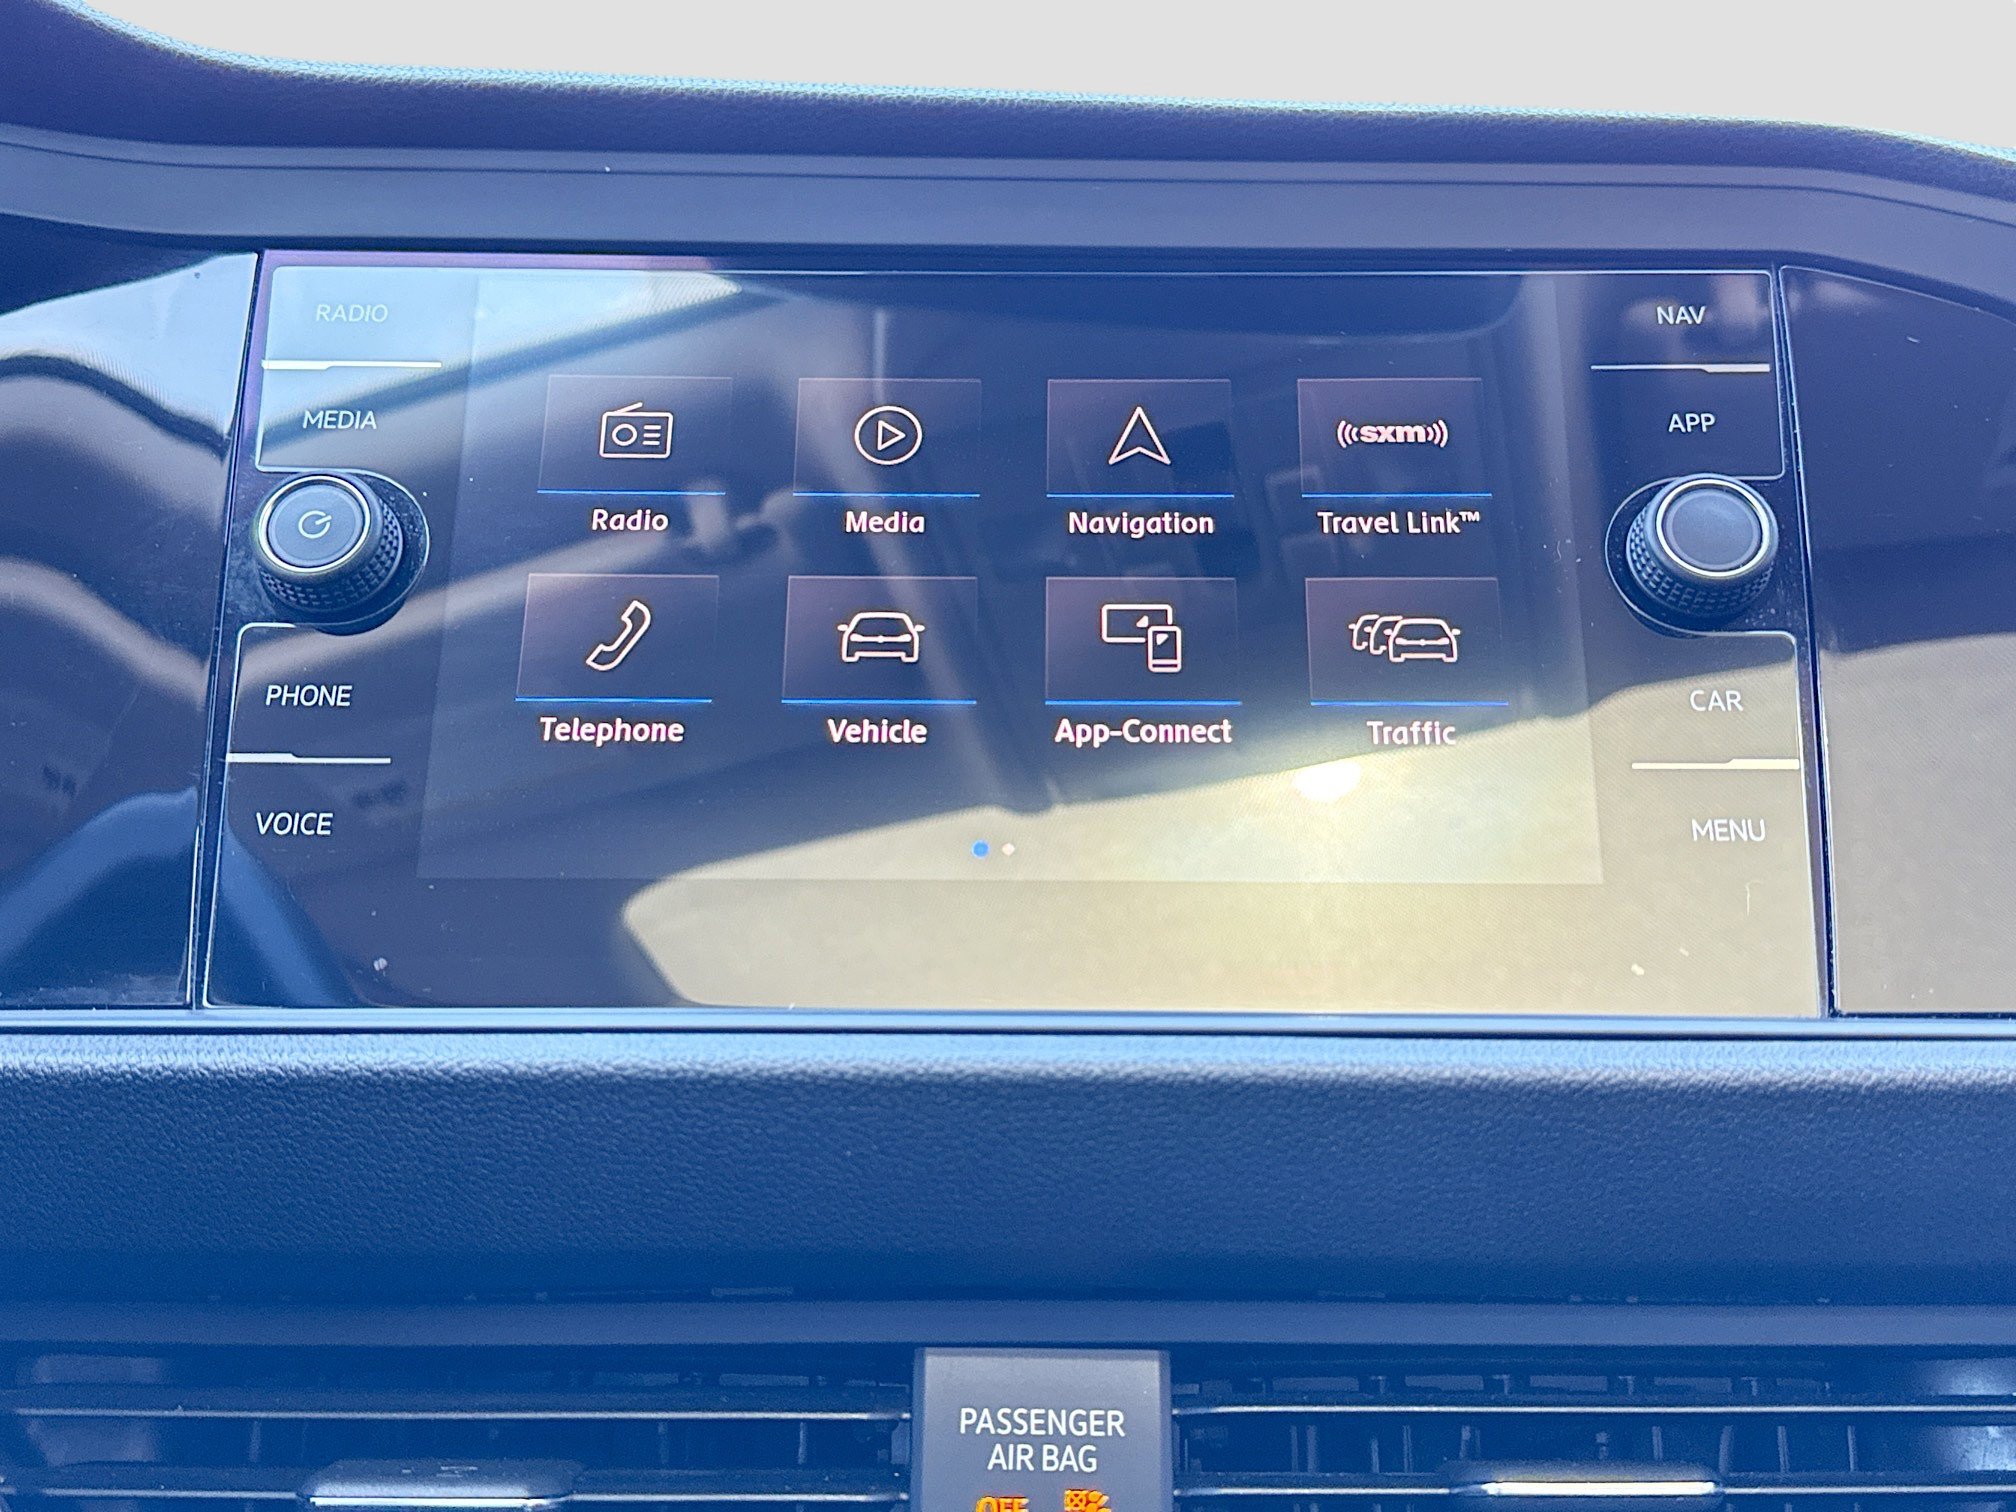 RADIO
NAV
MEDIA
APP
sxm
Radio
Media
Navigation
Travel Link™
PHONE
CAR
Telephone
Vehicle
App-Connect
Traffic
VOICE
MENU
PASSENGER
AIR BAG
OFF